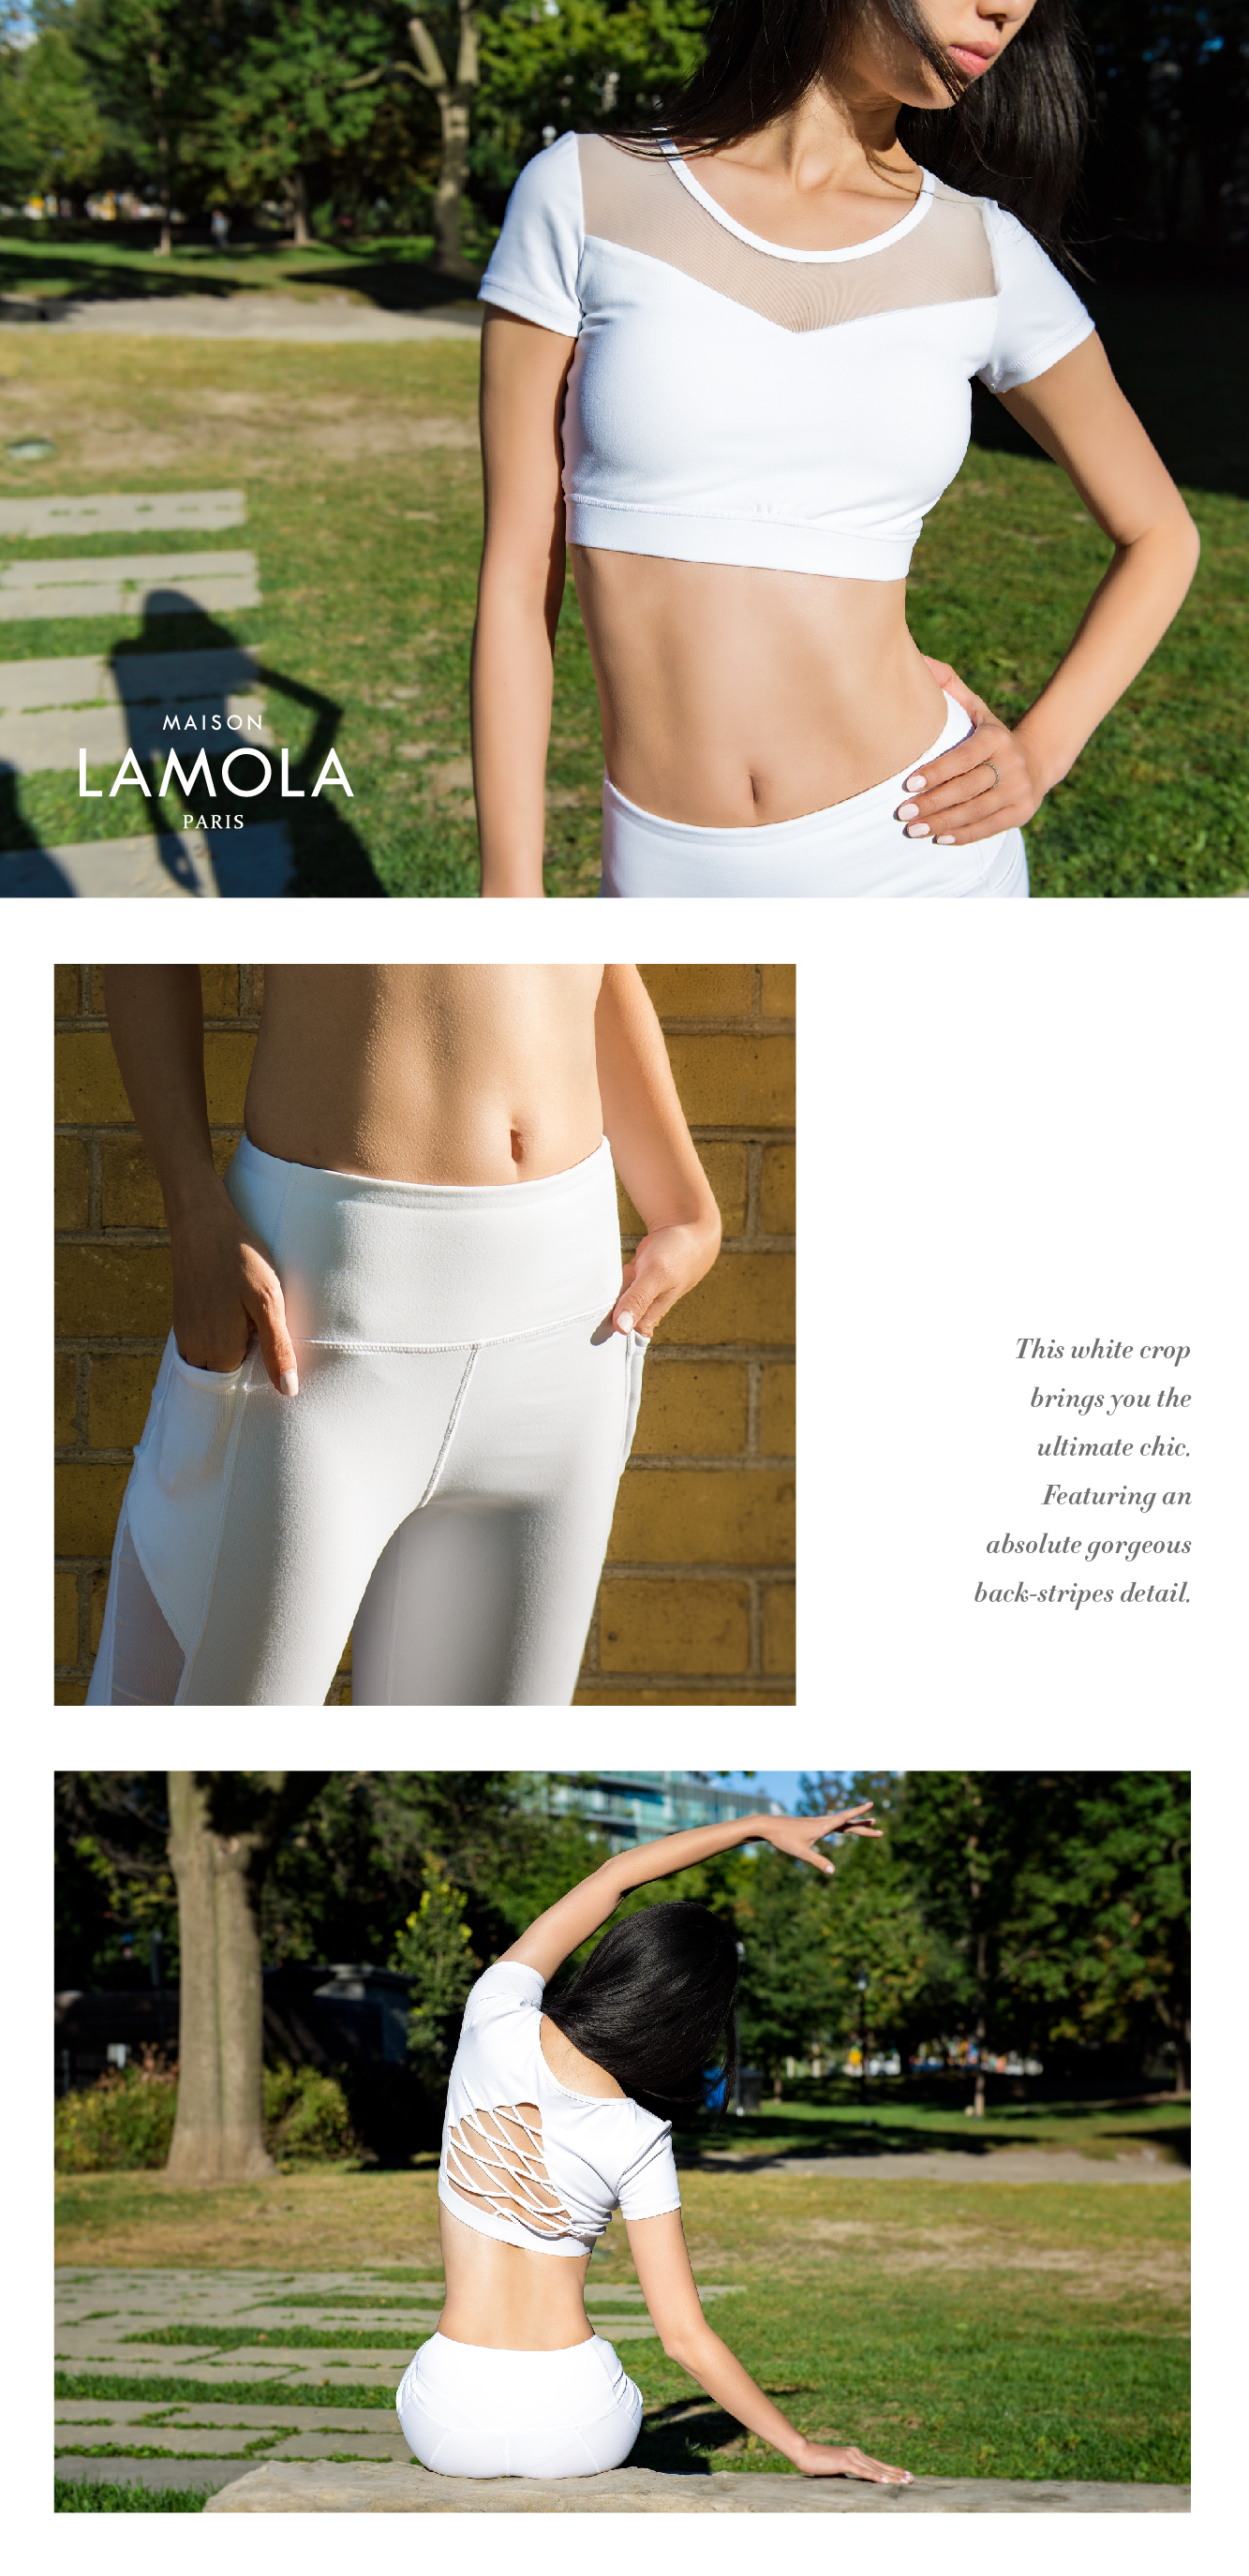 MAISON
LAMOLA
PARIS
This white crop
brings you the
ultimate chic.
Featuring an
absolute gorgeous
back-stripes detail.